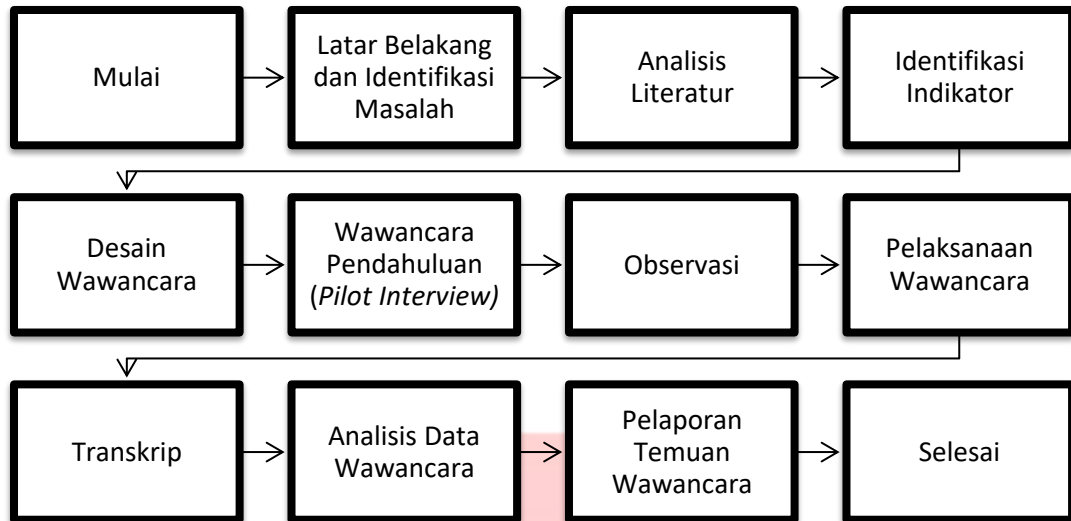 Mulai
Latar Belakang
dan Identifikasi
Masalah
Analisis
Literatur
Identifikasi
Indikator
Desain
Wawancara
Wawancara
Pendahuluan
(Pilot Interview)
Observasi
Pelaksanaan
Wawancara
Transkrip
Analisis Data
Wawancara
Pelaporan
Temuan
Wawancara
Selesai